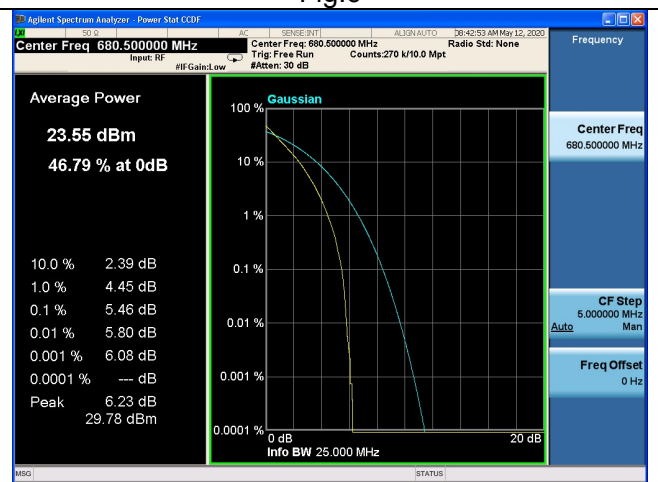 Agilent Spectrum Analyzer - Power Stat CCDF
50 Ω AC SENSE:INT ALIGN AUTO 08:42:53 AM May 12, 2020
Center Freq 680.500000 MHz
Input: RF
#IFGain:Low
Center Freq: 680.500000 MHz
Trig: Free Run Counts:270 k/10.0 Mpt
#Atten: 30 dB
Radio Std: None
Average Power
23.55 dBm
46.79 % at 0dB
10.0 % 2.39 dB
1.0 % 4.45 dB
0.1 % 5.46 dB
0.01 % 5.80 dB
0.001 % 6.08 dB
0.0001 % --- dB
Peak 6.23 dB
29.78 dBm
Gaussian
100 %
10 %
1 %
0.1 %
0.01 %
0.001 %
0.0001 %
0 dB 20 dB
Info BW 25.000 MHz
Frequency
Center Freq
680.500000 MHz
CF Step
5.000000 MHz
Auto Man
Freq Offset
0 Hz
MSG STATUS